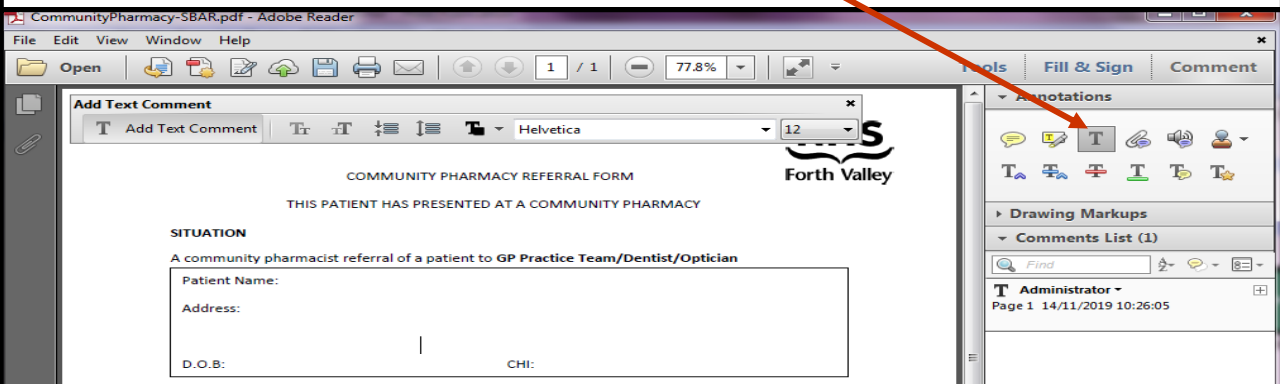 CommunityPharmacy-SBAR.pdf - Adobe Reader
File Edit View Window Help
Open 1 / 1 77.8% Tools Fill & Sign Comment
Add Text Comment
T Add Text Comment Helvetica 12
Forth Valley
COMMUNITY PHARMACY REFERRAL FORM
THIS PATIENT HAS PRESENTED AT A COMMUNITY PHARMACY
SITUATION
A community pharmacist referral of a patient to GP Practice Team/Dentist/Optician
Patient Name:
Address:
D.O.B: CHI:
Annotations
Drawing Markups
Comments List (1)
Find
T Administrator
Page 1 14/11/2019 10:26:05